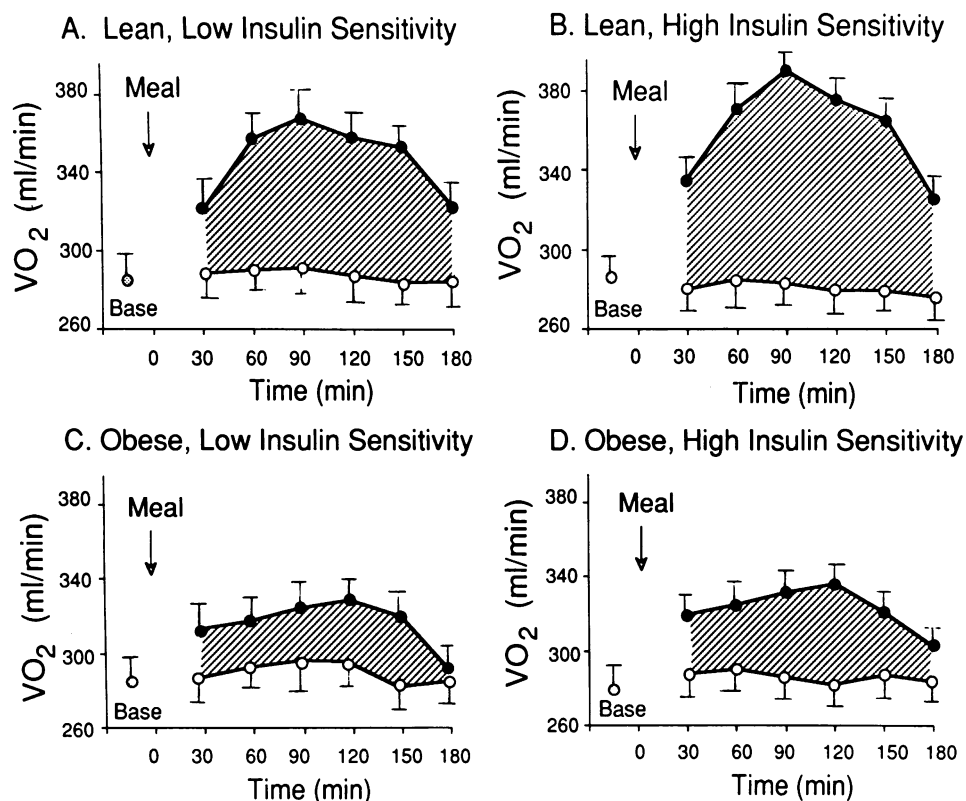 A. Lean, Low Insulin Sensitivity
VO2 (ml/min)
380
340
300
260
Meal
Base
0 30 60 90 120 150 180
Time (min)
B. Lean, High Insulin Sensitivity
VO2 (ml/min)
380
340
300
260
Meal
Base
0 30 60 90 120 150 180
Time (min)
C. Obese, Low Insulin Sensitivity
VO2 (ml/min)
380
340
300
260
Meal
Base
0 30 60 90 120 150 180
Time (min)
D. Obese, High Insulin Sensitivity
VO2 (ml/min)
380
340
300
260
Meal
Base
0 30 60 90 120 150 180
Time (min)